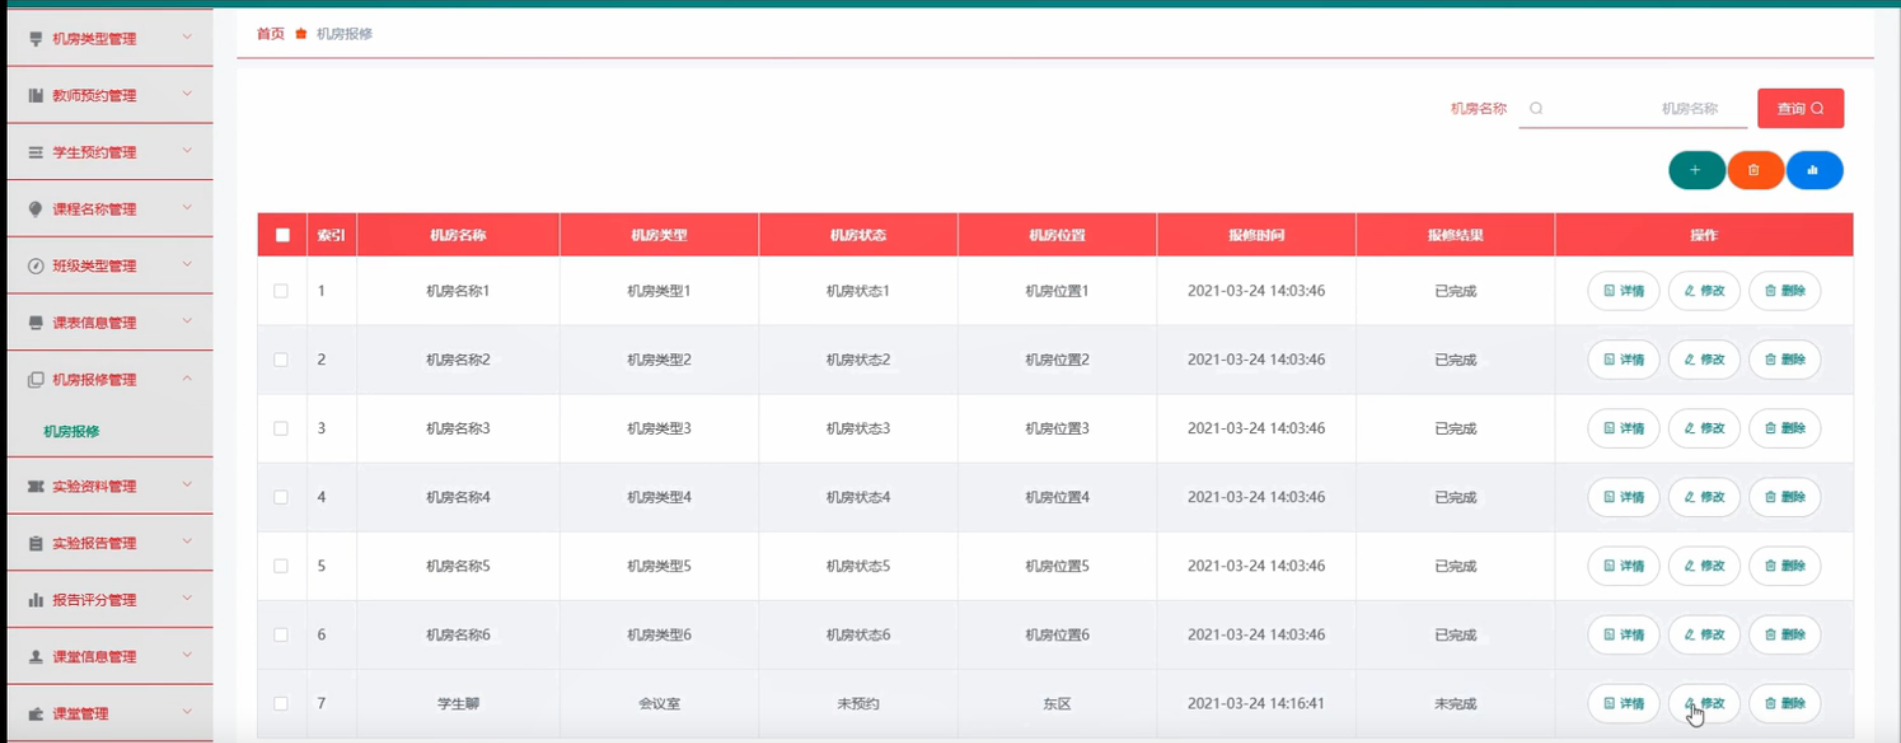 机房类型管理
教师预约管理
学生预约管理
课程名称管理
班级类型管理
课表信息管理
机房报修管理
机房报修
实验资料管理
实验报告管理
报告评分管理
课堂信息管理
课堂管理
首页 机房报修
机房名称 机房名称 查询
索引 机房名称 机房类型 机房状态 机房位置 报修时间 报修结果 操作
1 机房名称1 机房类型1 机房状态1 机房位置1 2021-03-24 14:03:46 已完成 详情 修改 删除
2 机房名称2 机房类型2 机房状态2 机房位置2 2021-03-24 14:03:46 已完成 详情 修改 删除
3 机房名称3 机房类型3 机房状态3 机房位置3 2021-03-24 14:03:46 已完成 详情 修改 删除
4 机房名称4 机房类型4 机房状态4 机房位置4 2021-03-24 14:03:46 已完成 详情 修改 删除
5 机房名称5 机房类型5 机房状态5 机房位置5 2021-03-24 14:03:46 已完成 详情 修改 删除
6 机房名称6 机房类型6 机房状态6 机房位置6 2021-03-24 14:03:46 已完成 详情 修改 删除
7 学生聊 会议室 未预约 东区 2021-03-24 14:16:41 未完成 详情 修改 删除